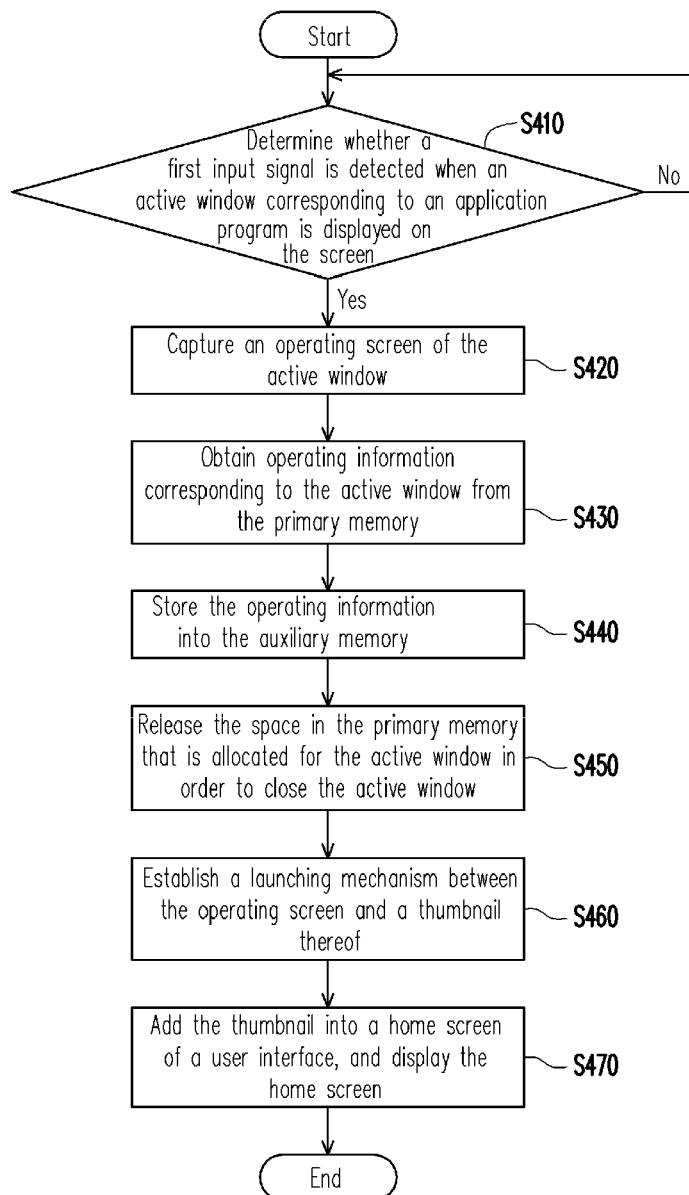 Start
S410
Determine whether a
first input signal is detected when an
active window corresponding to an application
program is displayed on
the screen
No
Yes
Capture an operating screen of the
active window
S420
Obtain operating information
corresponding to the active window from
the primary memory
S430
Store the operating information
into the auxiliary memory
S440
Release the space in the primary memory
that is allocated for the active window in
order to close the active window
S450
Establish a launching mechanism between
the operating screen and a thumbnail
thereof
S460
Add the thumbnail into a home screen
of a user interface, and display the
home screen
S470
End